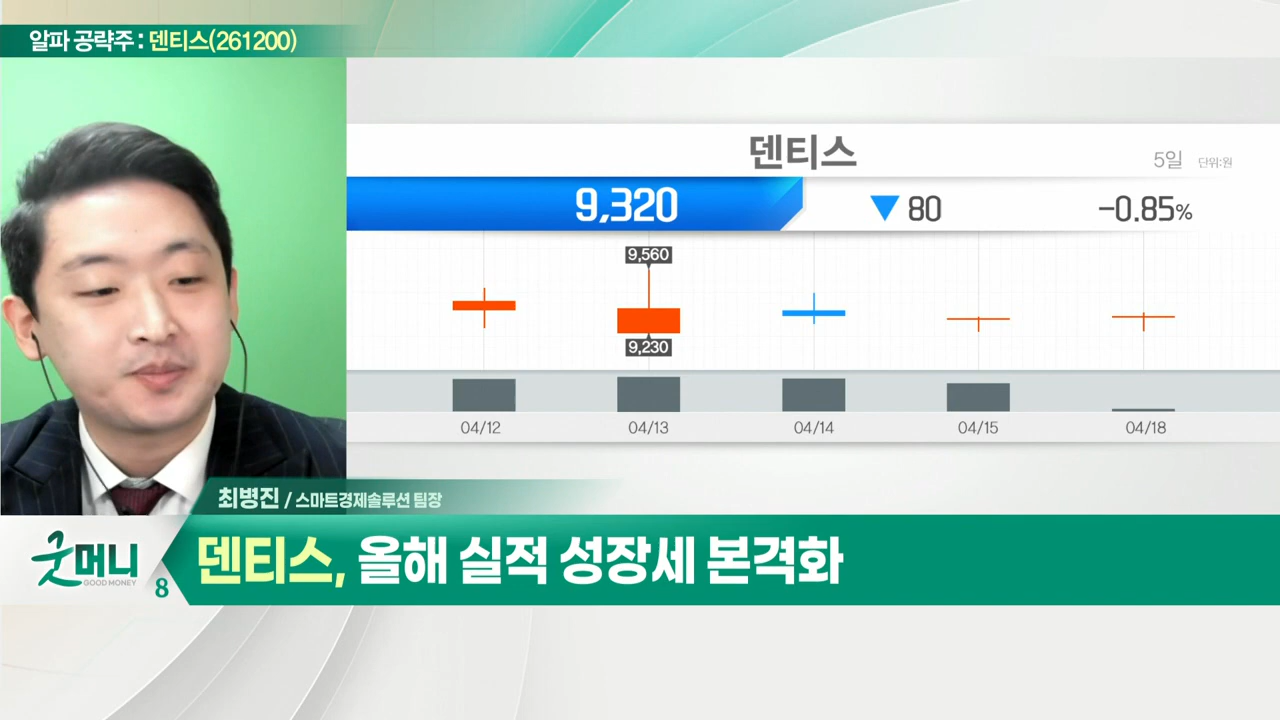 알파 공략주 : 덴티스(261200)
덴티스
5일 단위:원
9,320 ▼ 80 -0.85%
9,560
9,230
04/12 04/13 04/14 04/15 04/18
최병진 / 스마트경제솔루션 팀장
굿머니
GOOD MONEY
8
덴티스, 올해 실적 성장세 본격화